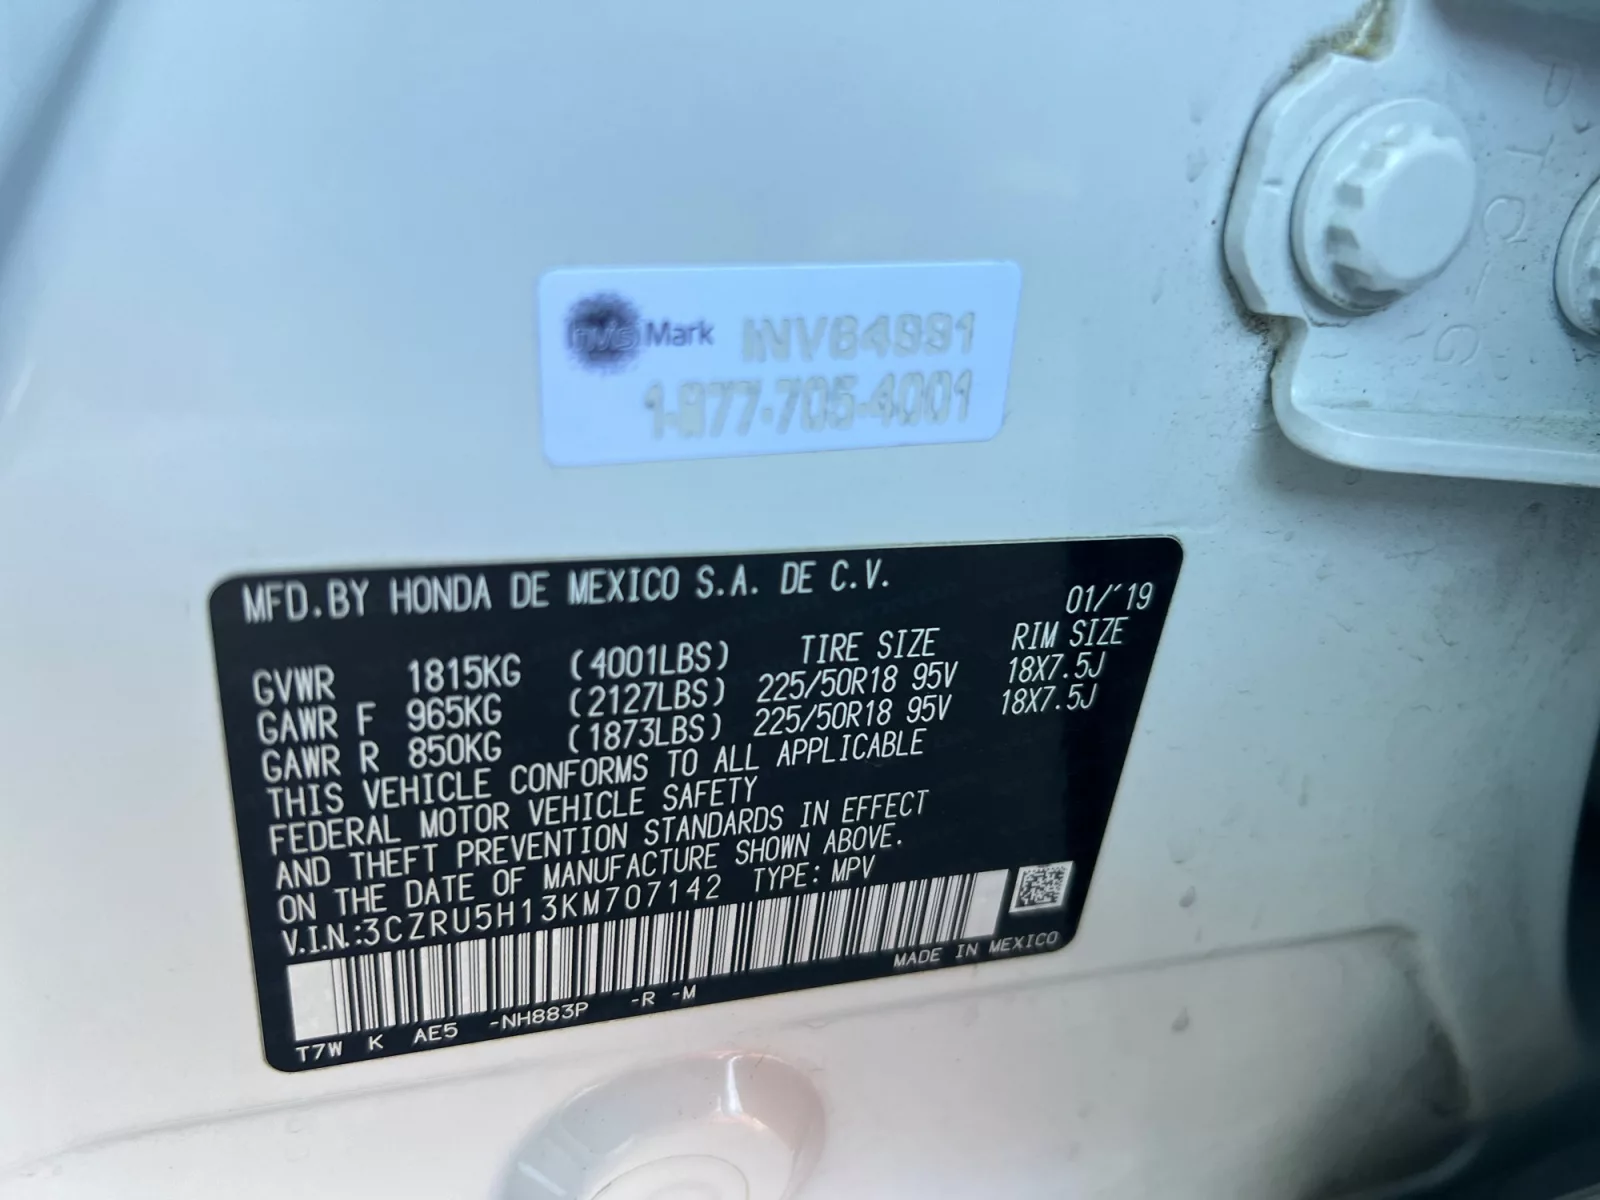 nvs Mark INV84991
1-877-705-4001
MFD. BY HONDA DE MEXICO S.A. DE C.V. 01/'19
GVWR 1815KG (4001LBS) TIRE SIZE RIM SIZE
GAWR F 965KG (2127LBS) 225/50R18 95V 18X7.5J
GAWR R 850KG (1873LBS) 225/50R18 95V 18X7.5J
THIS VEHICLE CONFORMS TO ALL APPLICABLE
FEDERAL MOTOR VEHICLE SAFETY
AND THEFT PREVENTION STANDARDS IN EFFECT
ON THE DATE OF MANUFACTURE SHOWN ABOVE.
V.I.N.:3CZRU5H13KM707142 TYPE: MPV
MADE IN MEXICO
T7W K AE5 -NH883P -R -M